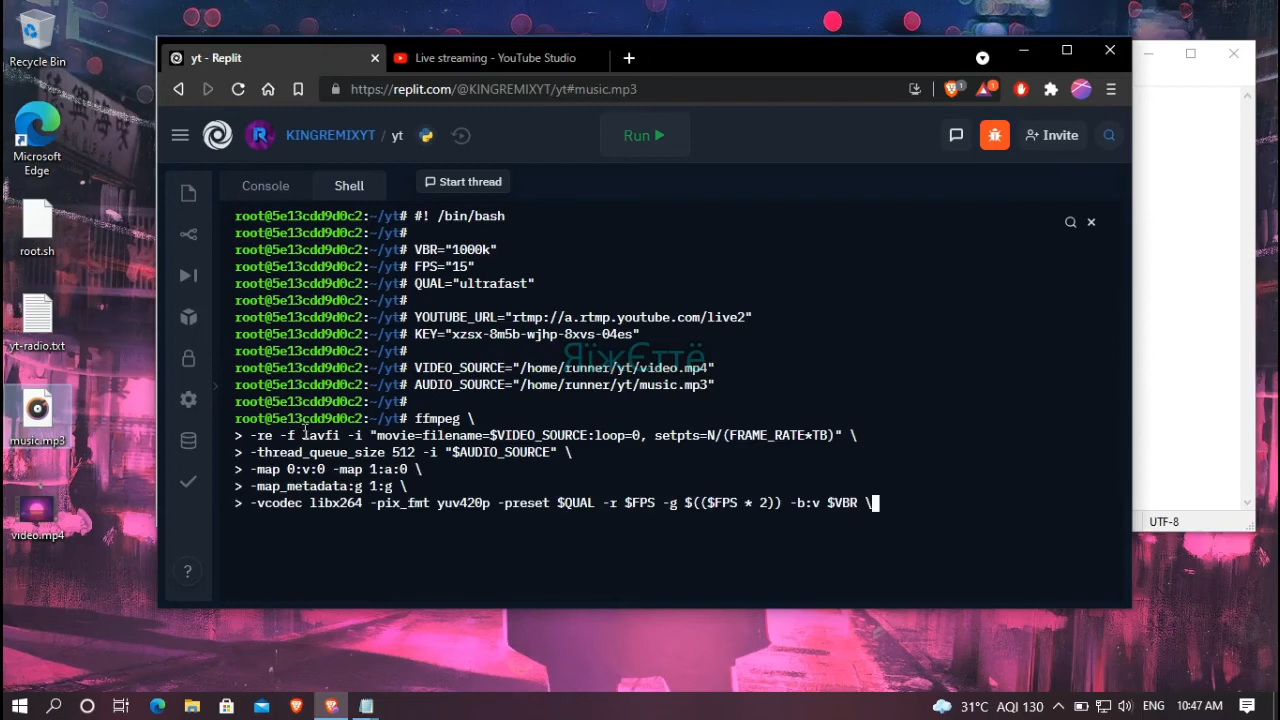 Recycle Bin
Microsoft
Edge
root.sh
yt-radio.txt
music.mp3
video.mp4
yt - Replit
Live streaming - YouTube Studio
https://replit.com/@KINGREMIXYT/yt#music.mp3
1
1
KINGREMIXYT / yt
Run
Invite
Console
Shell
Start thread
root@5e13cdd9d0c2:~/yt# #! /bin/bash
root@5e13cdd9d0c2:~/yt#
root@5e13cdd9d0c2:~/yt# VBR="1000k"
root@5e13cdd9d0c2:~/yt# FPS="15"
root@5e13cdd9d0c2:~/yt# QUAL="ultrafast"
root@5e13cdd9d0c2:~/yt#
root@5e13cdd9d0c2:~/yt# YOUTUBE_URL="rtmp://a.rtmp.youtube.com/live2"
root@5e13cdd9d0c2:~/yt# KEY="xzsx-8m5b-wjhp-8xvs-04es"
root@5e13cdd9d0c2:~/yt#
ЯїжЄттё
root@5e13cdd9d0c2:~/yt# VIDEO_SOURCE="/home/runner/yt/video.mp4"
root@5e13cdd9d0c2:~/yt# AUDIO_SOURCE="/home/runner/yt/music.mp3"
root@5e13cdd9d0c2:~/yt#
root@5e13cdd9d0c2:~/yt# ffmpeg \
> -re -f lavfi -i "movie=filename=$VIDEO_SOURCE:loop=0, setpts=N/(FRAME_RATE*TB)" \
> -thread_queue_size 512 -i "$AUDIO_SOURCE" \
> -map 0:v:0 -map 1:a:0 \
> -map_metadata:g 1:g \
> -vcodec libx264 -pix_fmt yuv420p -preset $QUAL -r $FPS -g $(($FPS * 2)) -b:v $VBR \
?
UTF-8
31°C AQI 130
ENG
10:47 AM